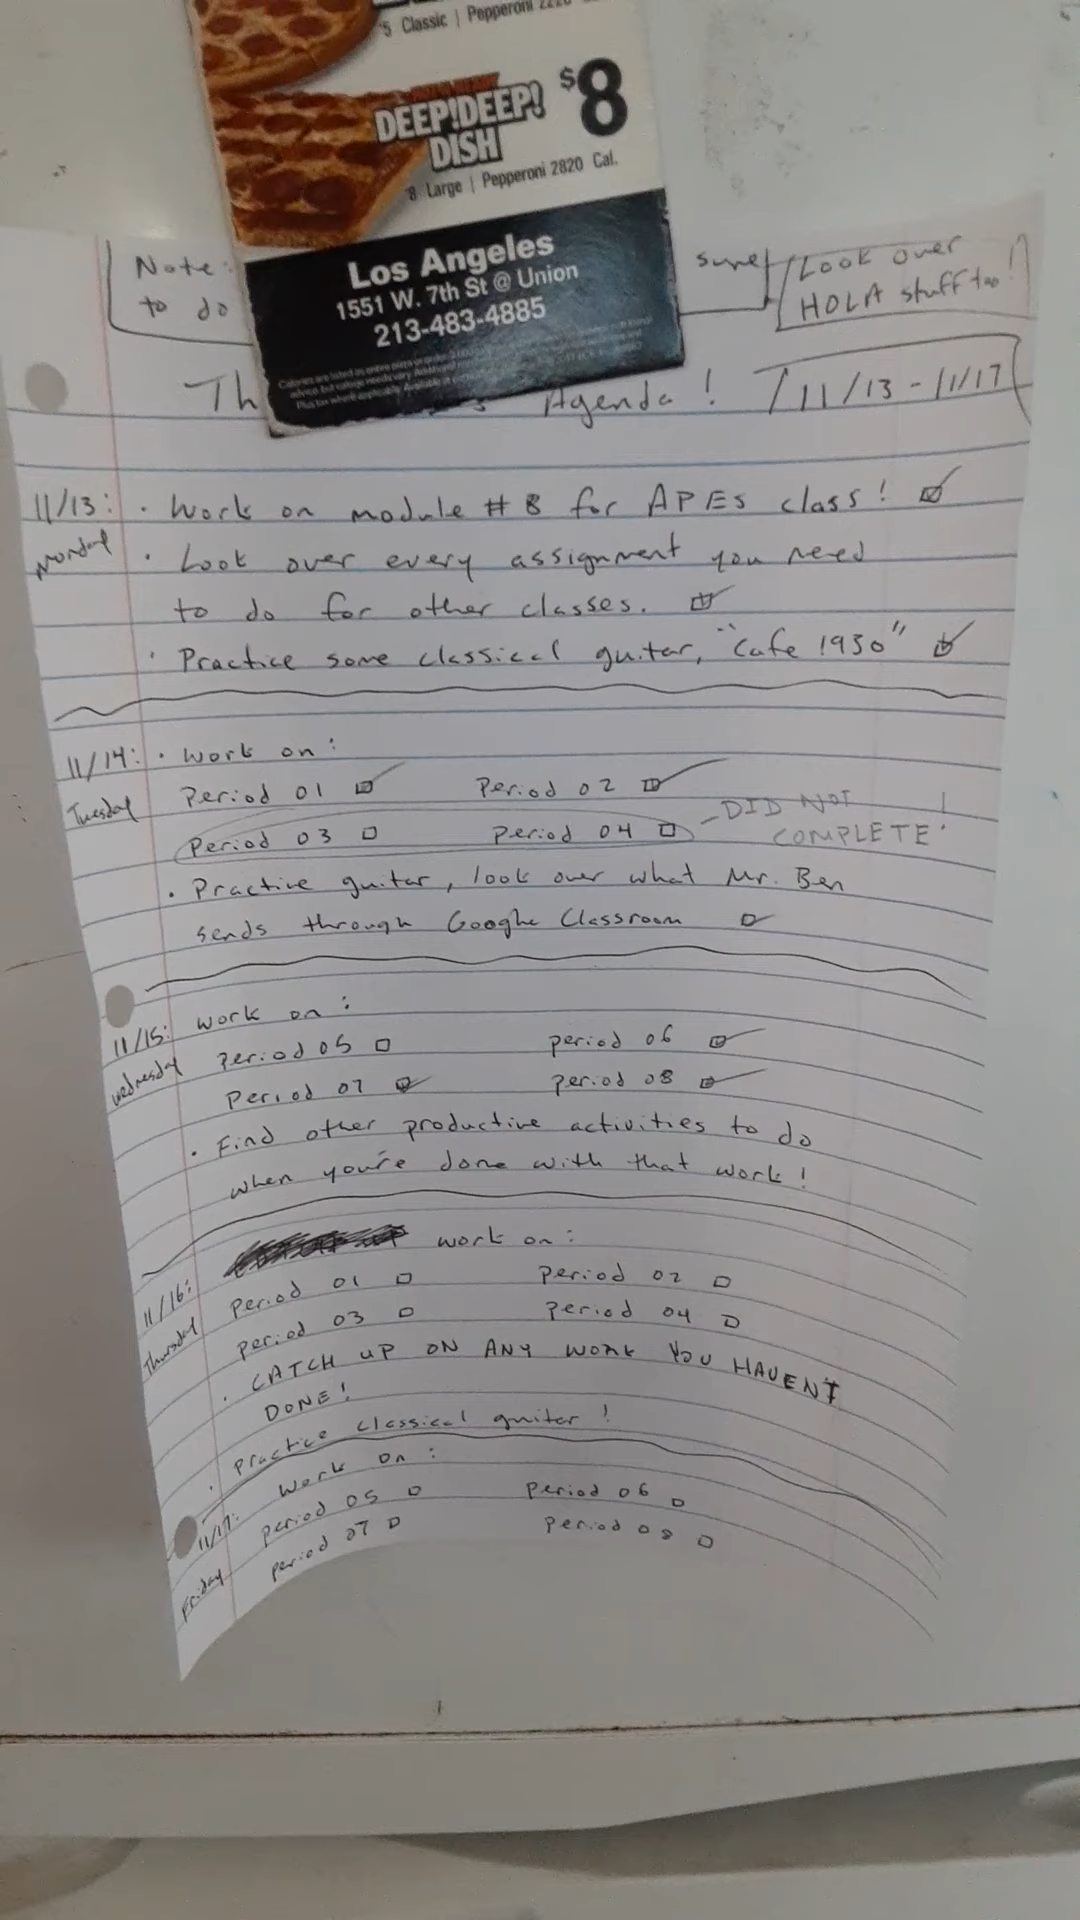 5 Classic | Pepperoni
DEEP!DEEP!
DISH
$8
8 Large | Pepperoni 2820 Cal.
Los Angeles
1551 W. 7th St @ Union
213-483-4885
Note:
to do
sure
Look over
HOLA stuff too!
Th
Agenda! 11/13 - 11/17
11/13: · Work on module #8 for APES class!
Monday
· Look over every assignment you need
to do for other classes.
· Practice some classical guitar, "Cafe 1930"
11/14: · Work on:
Tuesday
Period 01 Period 02
Period 03 Period 04 - DID NOT
COMPLETE!
· Practive guitar, look over what Mr. Ben
sends through Googhe Classroom
11/15: work on:
Wednesday
Period 05 period 06
Period 07 period 08
· Find other productive activities to do
when you're done with that work!
11/16: work on:
Thursday
Period 01 Period 02
period 03 Period 04
· CATCH UP ON ANY WORK YOU HAVENT
DONE!
· Practice classical guitar!
11/17: Work on:
Friday
period 05 Period 06
period 07 Period 08